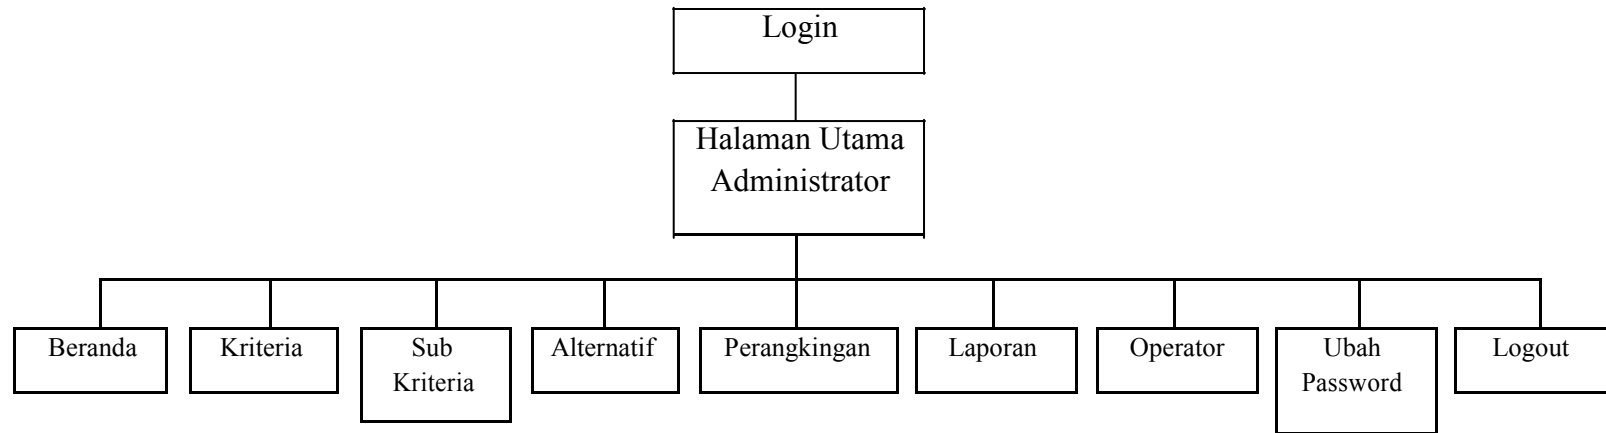 Login
Halaman Utama
Administrator
Beranda
Kriteria
Sub
Kriteria
Alternatif
Perangkingan
Laporan
Operator
Ubah
Password
Logout